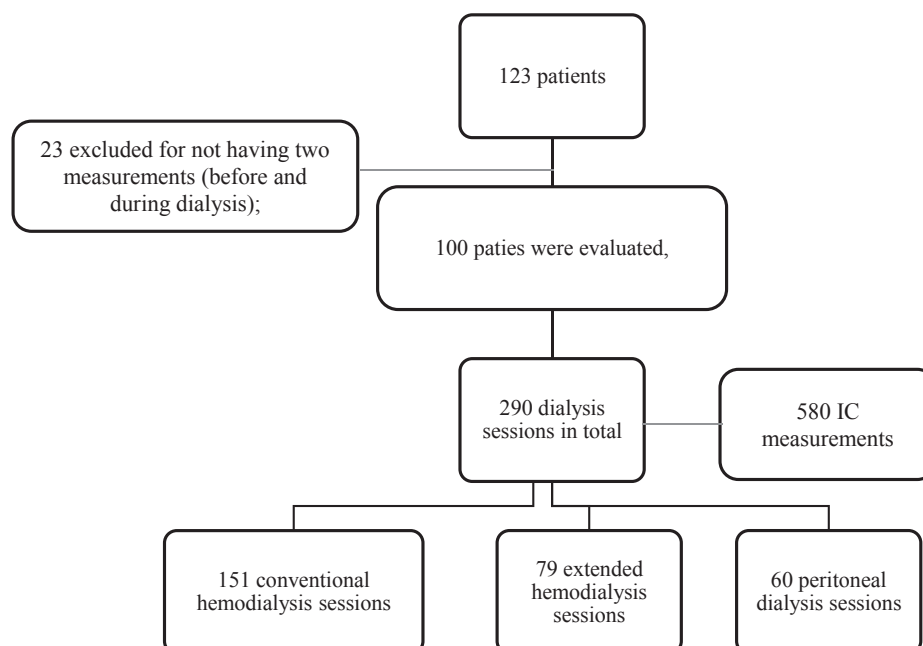 123 patients
23 excluded for not having two
measurements (before and
during dialysis);
100 paties were evaluated,
290 dialysis
sessions in total
580 IC
measurements
151 conventional
hemodialysis sessions
79 extended
hemodialysis
sessions
60 peritoneal
dialysis sessions